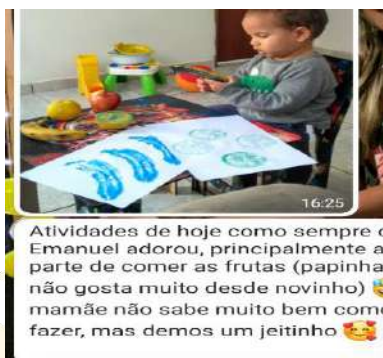 16:25
Atividades de hoje como sempre
Emanuel adorou, principalmente a
parte de comer as frutas (papinha
não gosta muito desde novinho)
mamãe não sabe muito bem com
fazer, mas demos um jeitinho